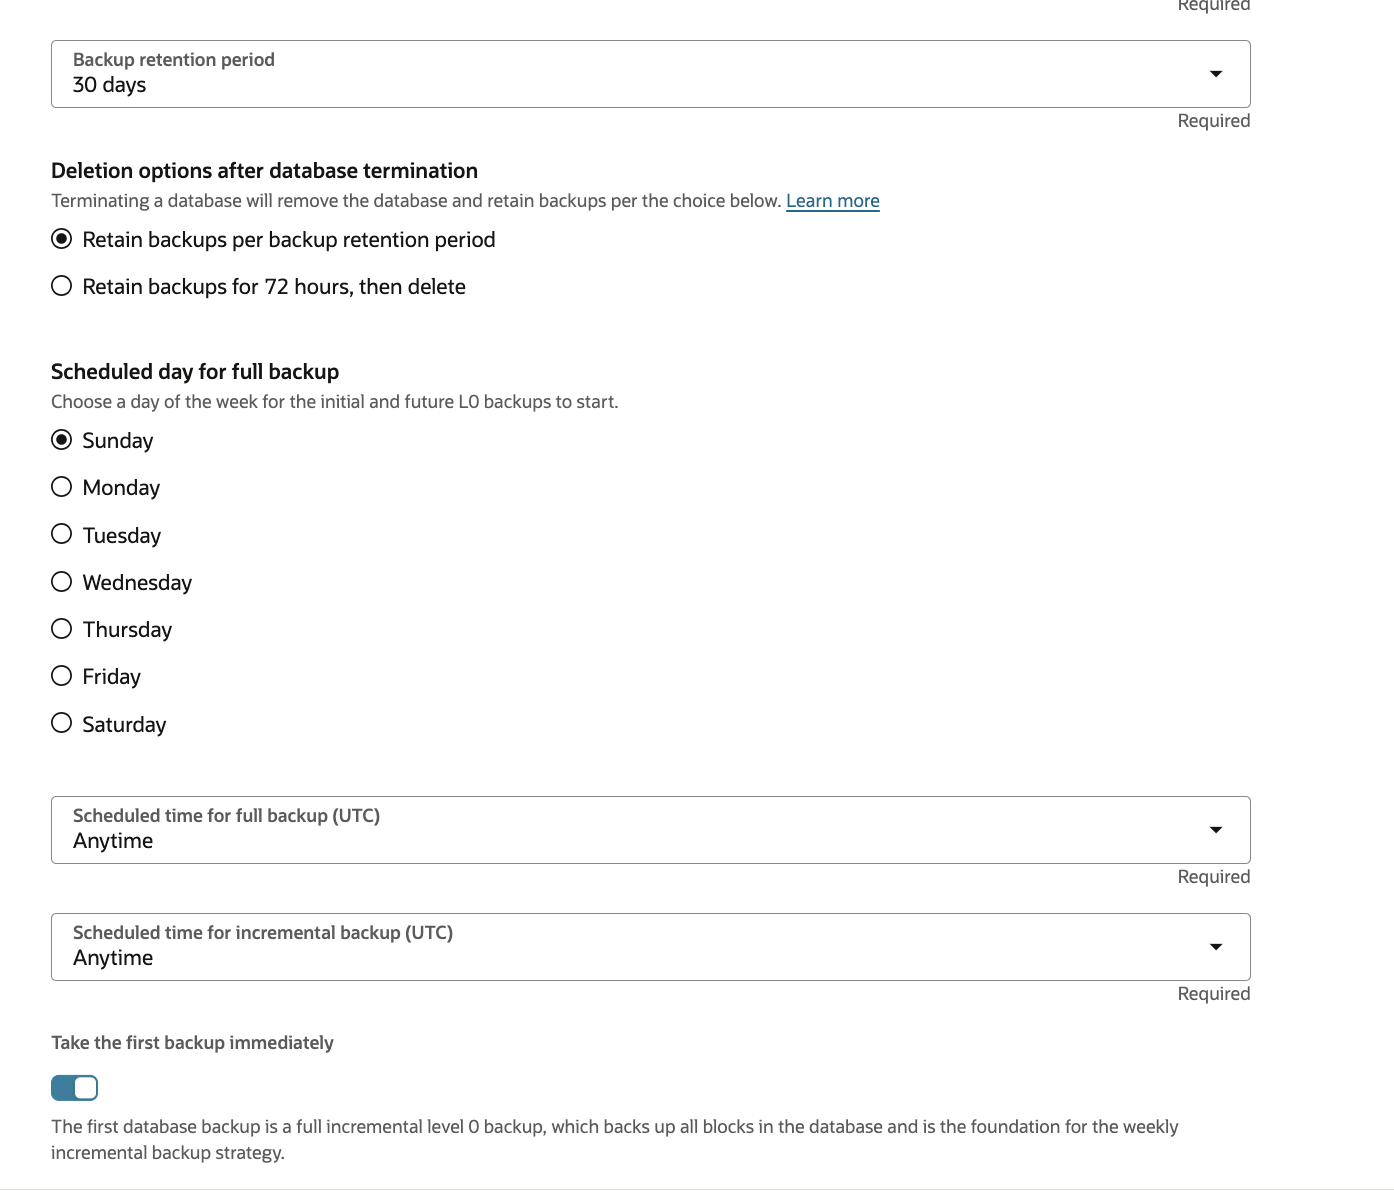 Required
Backup retention period
30 days
Required
Deletion options after database termination
Terminating a database will remove the database and retain backups per the choice below. Learn more
Retain backups per backup retention period
Retain backups for 72 hours, then delete
Scheduled day for full backup
Choose a day of the week for the initial and future L0 backups to start.
Sunday
Monday
Tuesday
Wednesday
Thursday
Friday
Saturday
Scheduled time for full backup (UTC)
Anytime
Required
Scheduled time for incremental backup (UTC)
Anytime
Required
Take the first backup immediately
The first database backup is a full incremental level 0 backup, which backs up all blocks in the database and is the foundation for the weekly
incremental backup strategy.